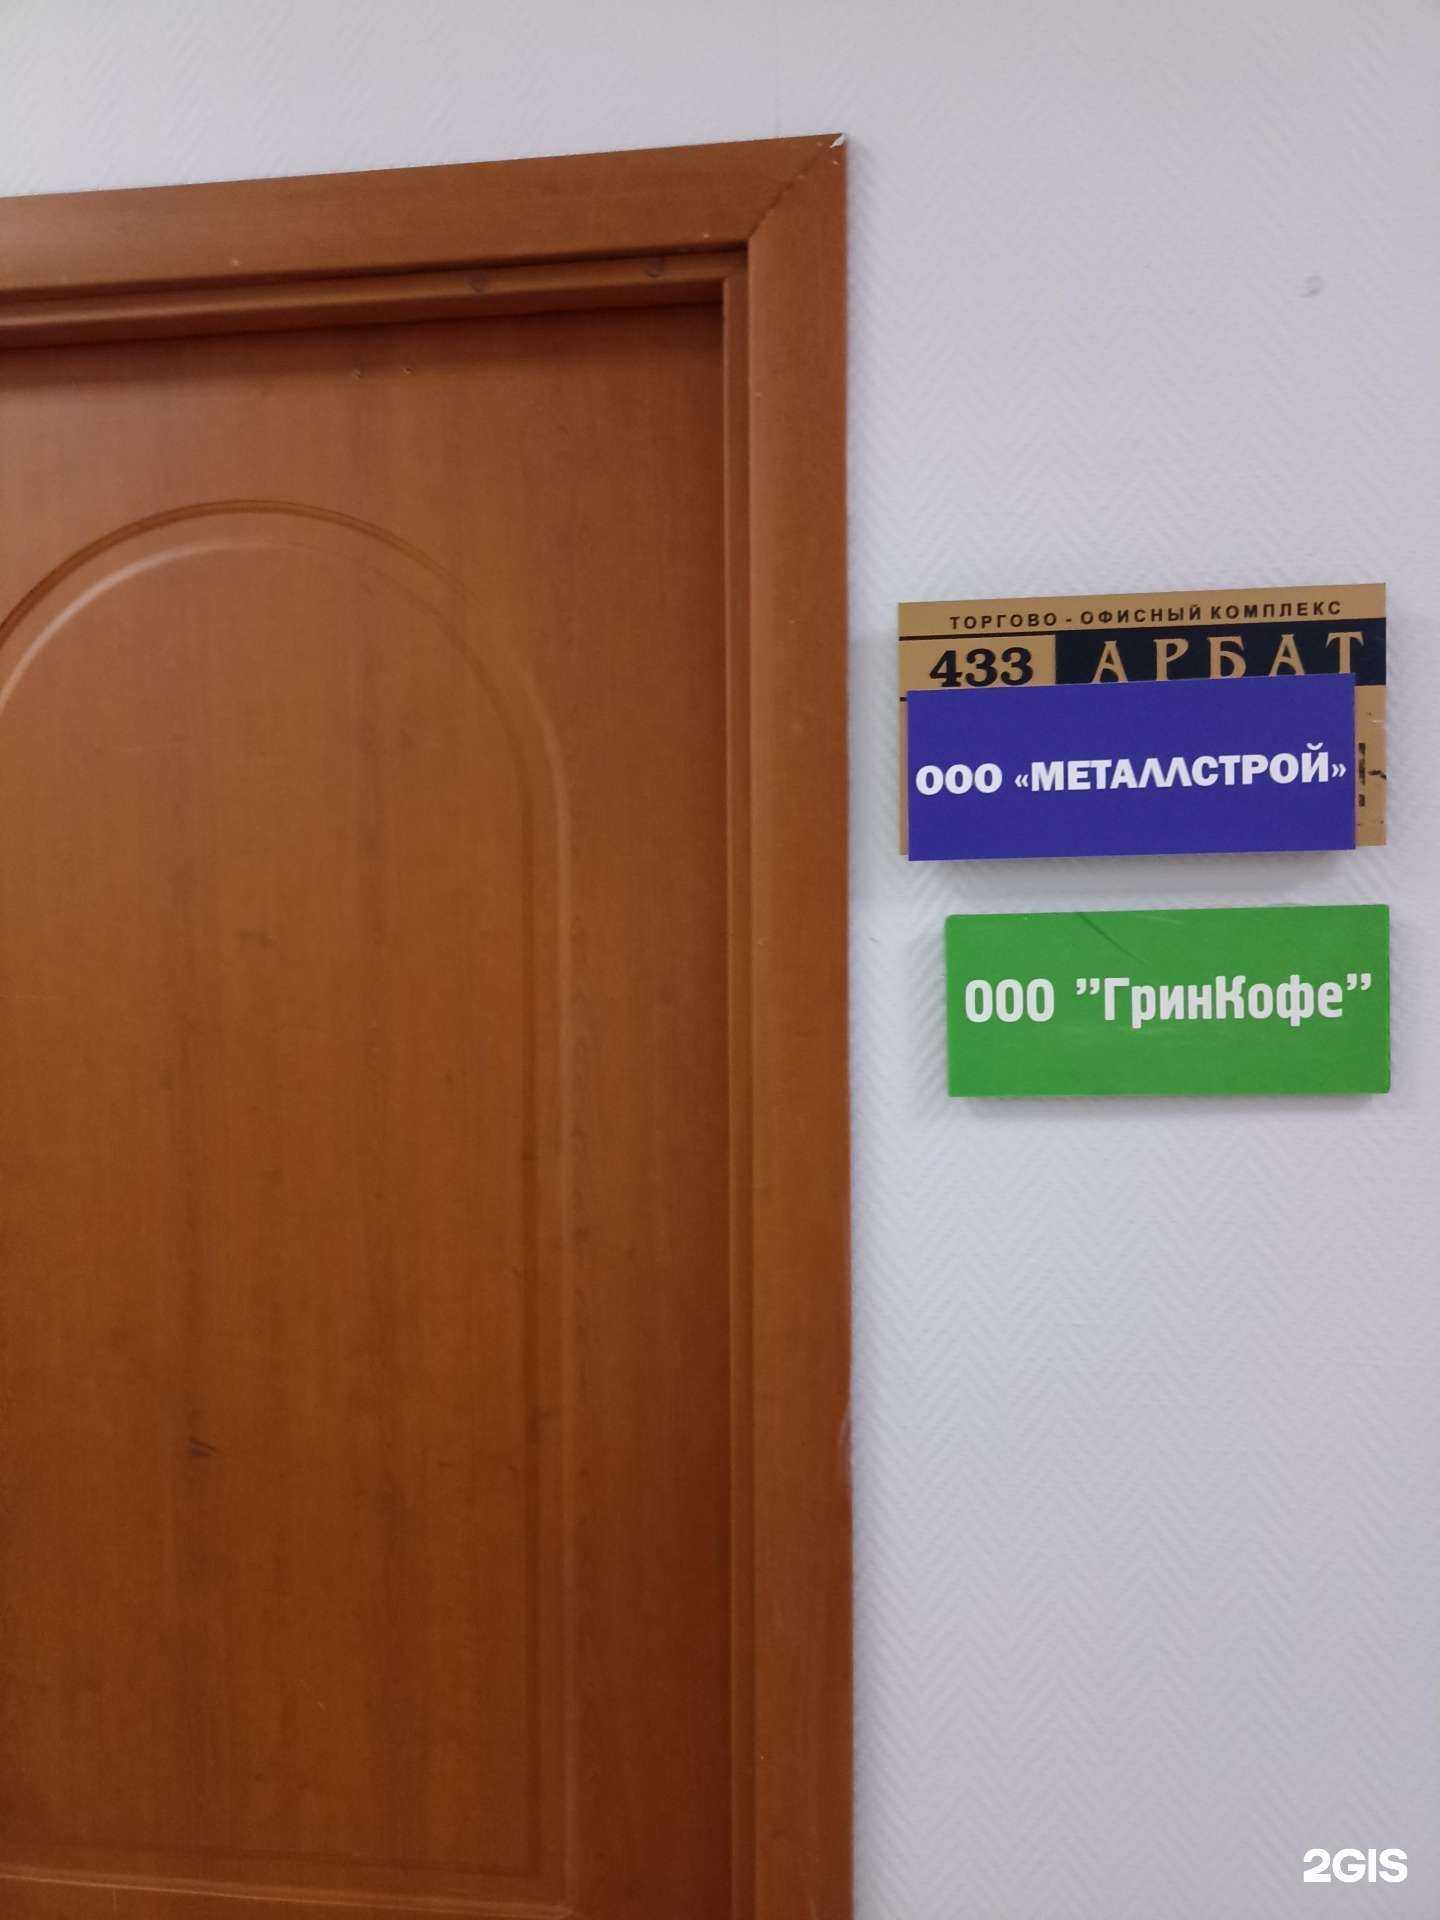 ТОРГОВО - ОФИСНЫЙ КОМПЛЕКС
433 АРБАТ
ООО «МЕТАЛЛСТРОЙ»
ООО "ГринКофе"
2GIS